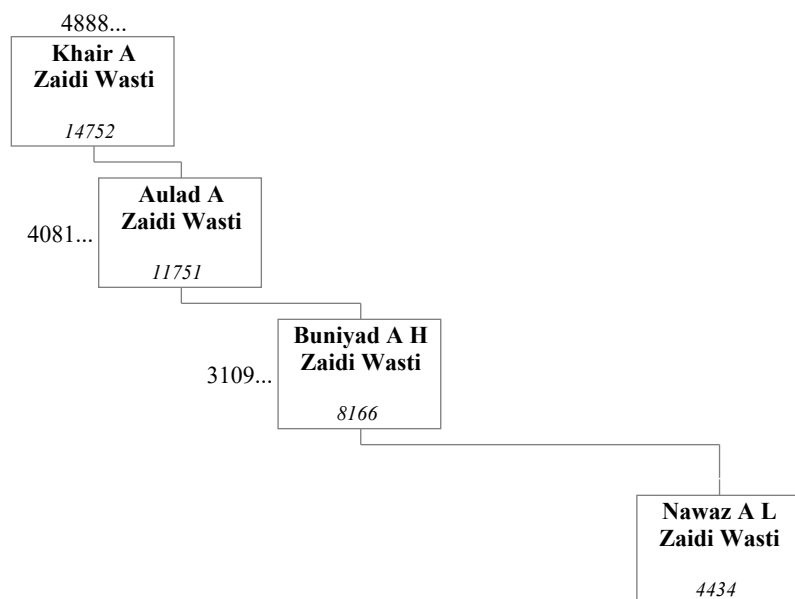 4888...
Khair A
Zaidi Wasti
14752
Aulad A
Zaidi Wasti
4081...
11751
Buniyad A H
Zaidi Wasti
3109...
8166
Nawaz A L
Zaidi Wasti
4434